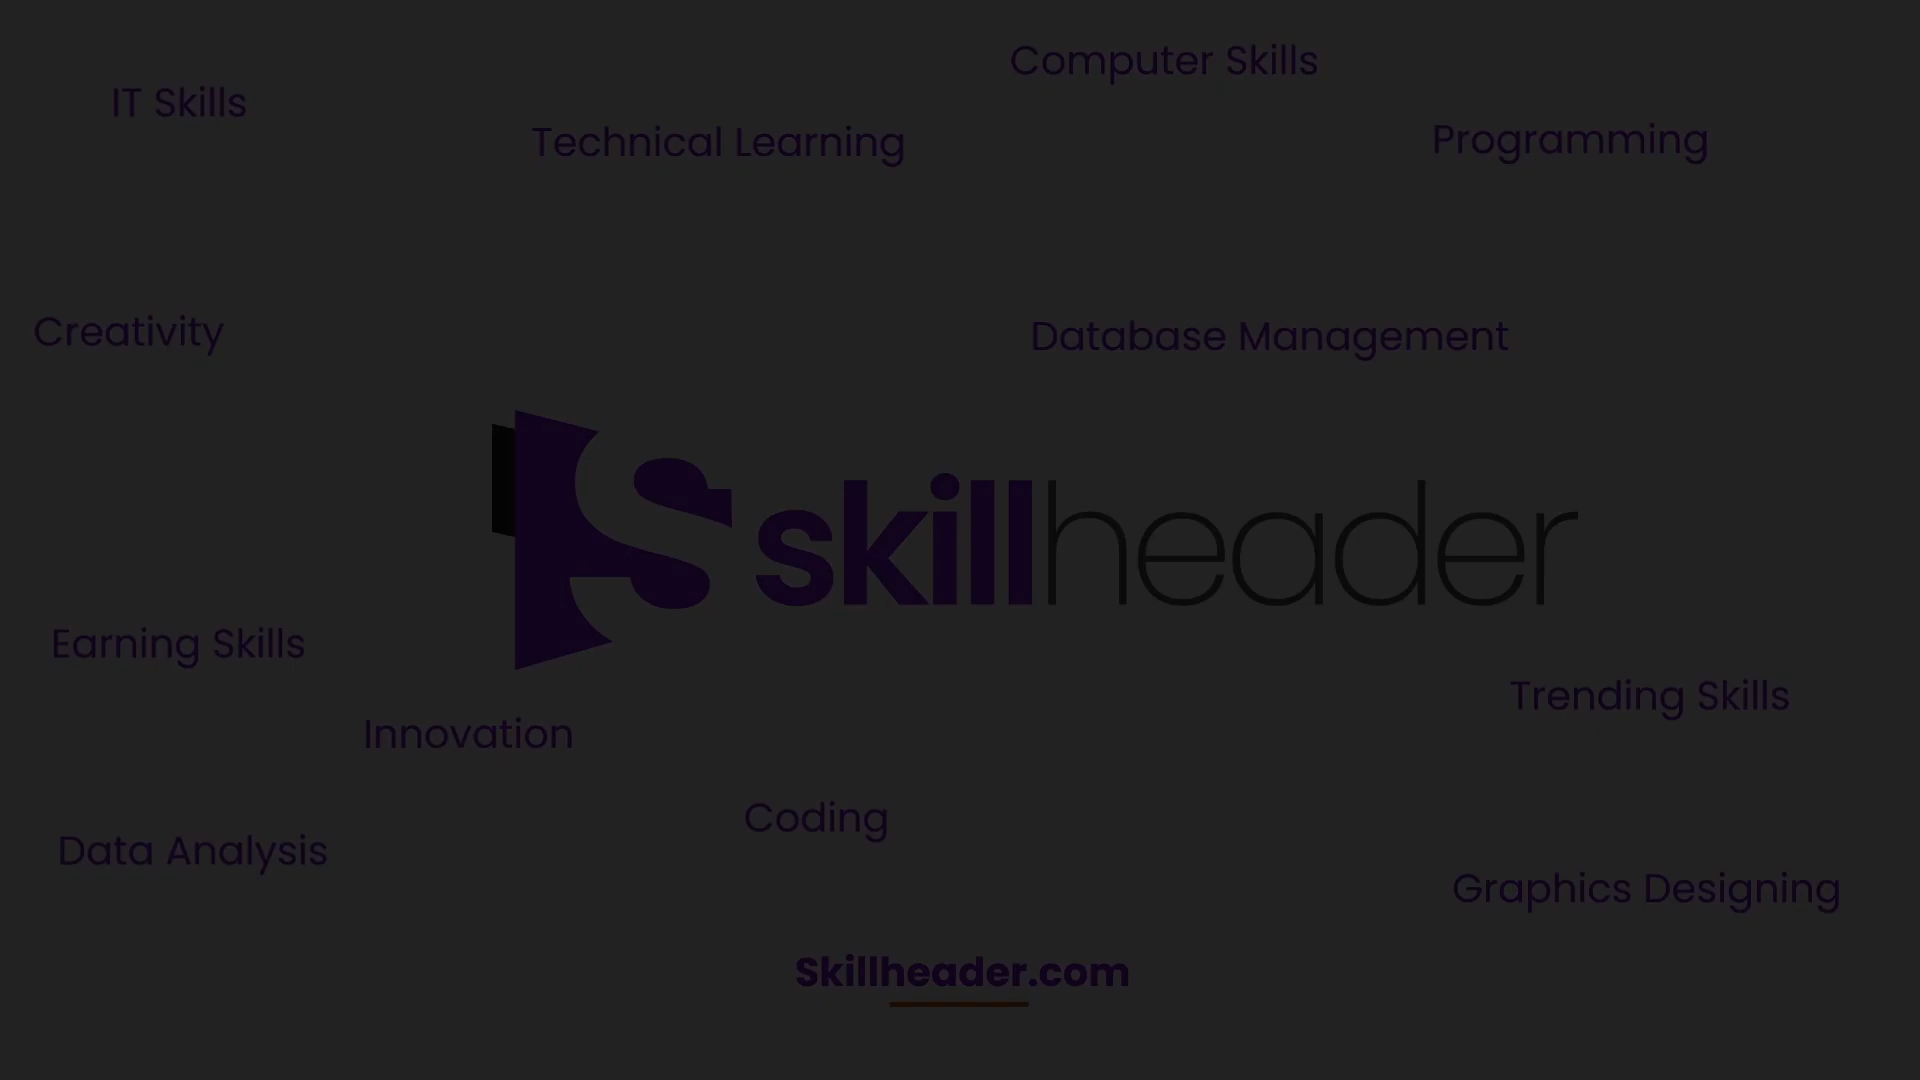 Computer Skills
IT Skills
Technical Learning
Programming
Creativity
Database Management
skillheader
Earning Skills
Trending Skills
Innovation
Coding
Data Analysis
Graphics Designing
Skillheader.com